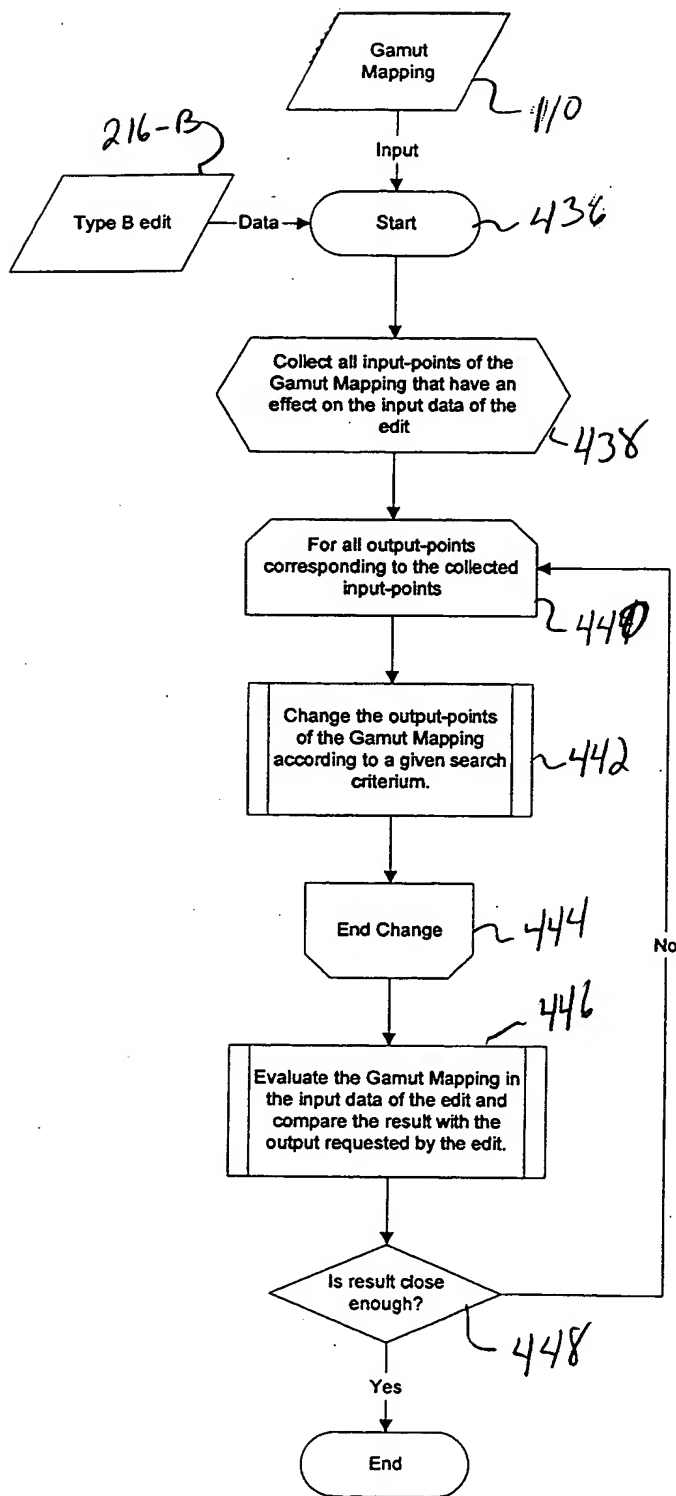 Gamut
Mapping
110
216-B
Input
Type B edit
Data
Start
436
Collect all input-points of the
Gamut Mapping that have an
effect on the input data of the
edit
438
For all output-points
corresponding to the collected
input-points
440
Change the output-points
of the Gamut Mapping
according to a given search
criterium.
442
End Change
444
No
446
Evaluate the Gamut Mapping in
the input data of the edit and
compare the result with the
output requested by the edit.
Is result close
enough?
448
Yes
End